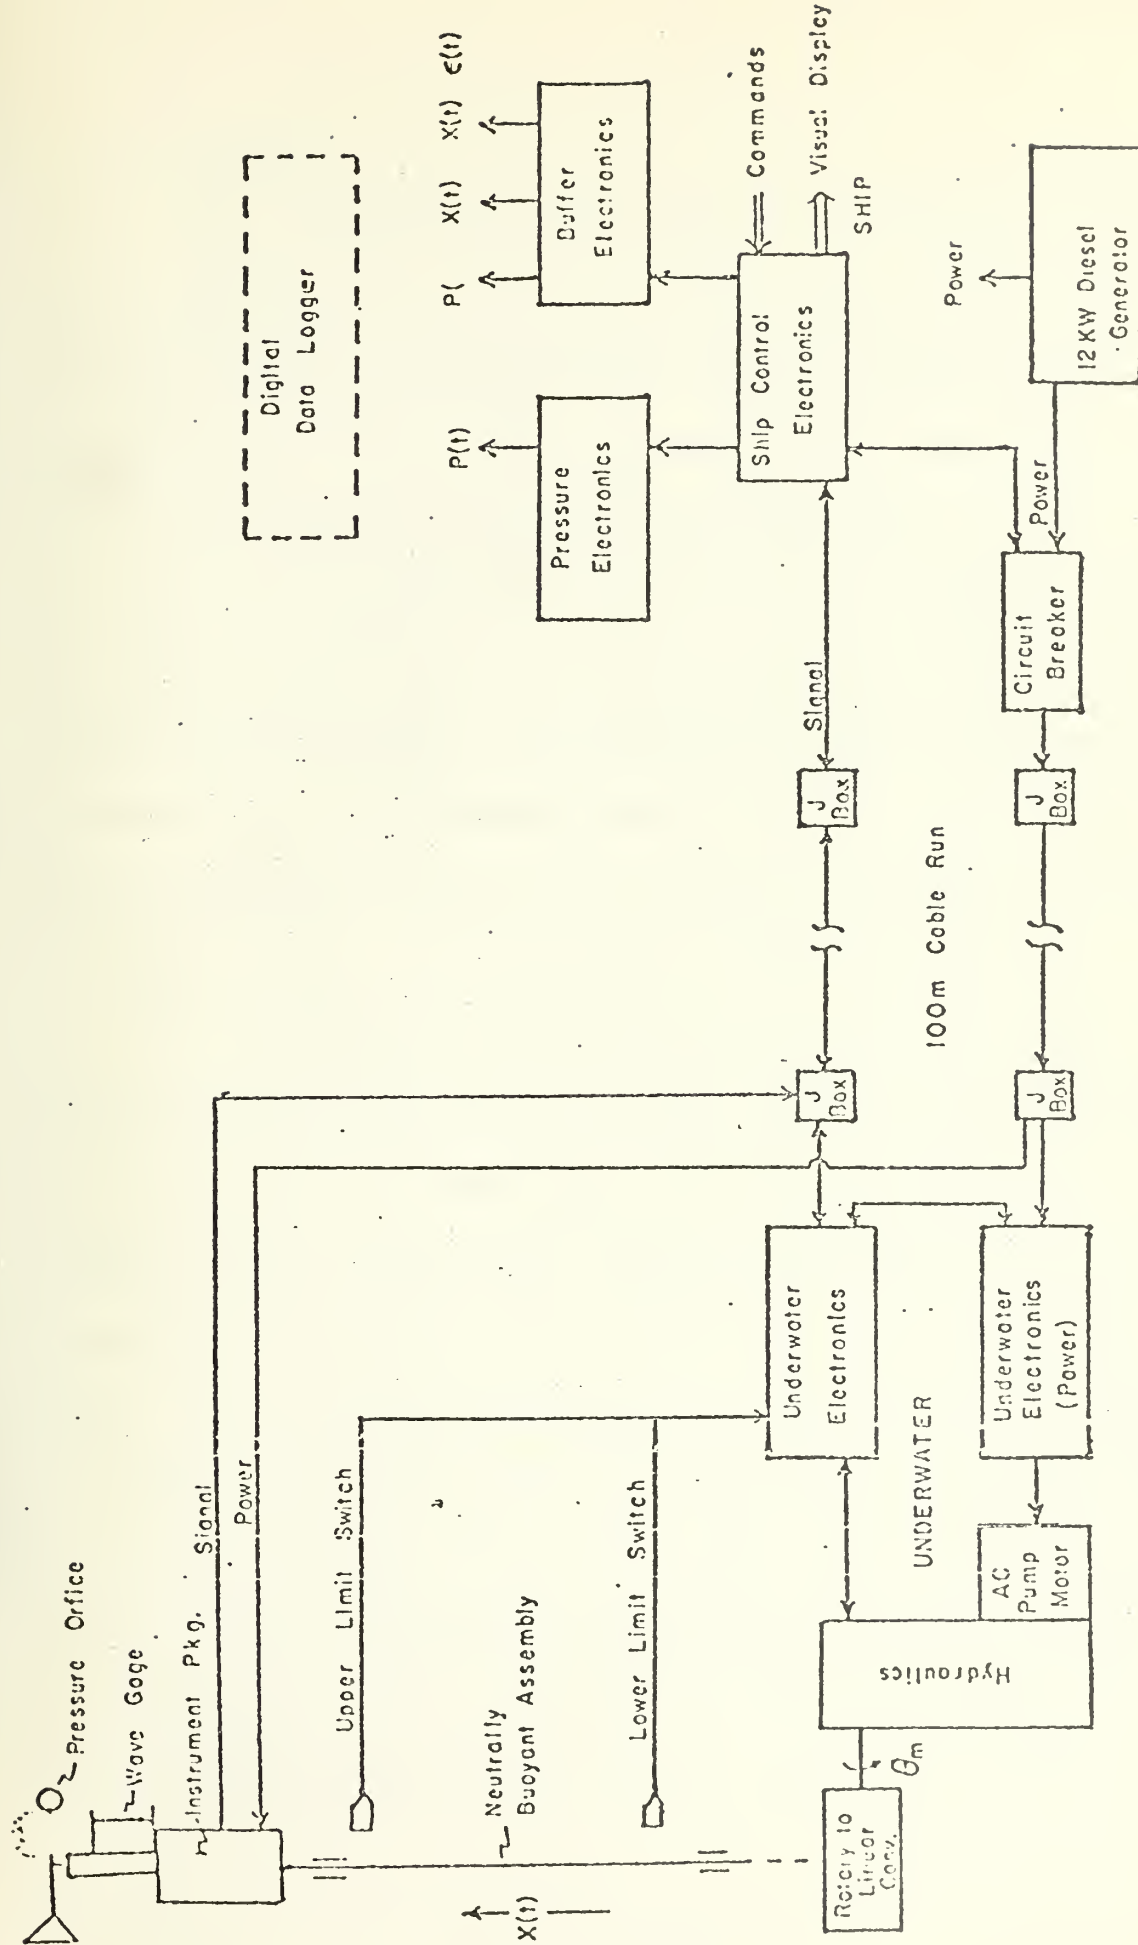 Pressure Orfice
Wave Gage
Instrument Pkg.
Signal
Power
Upper Limit Switch
Neutrally
Buoyant Assembly
Lower Limit Switch
X(t)
Rotary to
Linear
Conv.
θm
Hydraulics
AC
Pump
Motor
UNDERWATER
Underwater
Electronics
Underwater
Electronics
(Power)
J
Box
J
Box
100m Cable Run
J
Box
J
Box
Signal
Circuit
Breaker
Power
Digital
Data Logger
P(t)
Pressure
Electronics
P(
X(t)
X(t)
є(t)
Buffer
Electronics
Ship Control
Electronics
Commands
Visual Display
SHIP
Power
12 KW Diesel
Generator